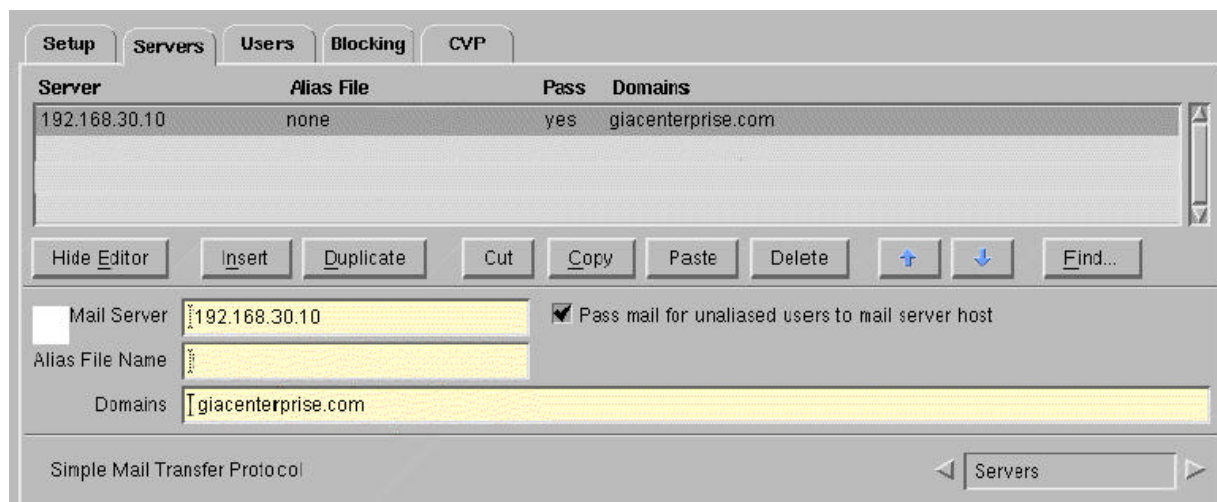 Setup Servers Users Blocking CVP
Server Alias File Pass Domains
192.168.30.10 none yes giacenterprise.com
Hide Editor Insert Duplicate Cut Copy Paste Delete Find...
Mail Server 192.168.30.10 Pass mail for unaliased users to mail server host
Alias File Name
Domains giacenterprise.com
Simple Mail Transfer Protocol Servers